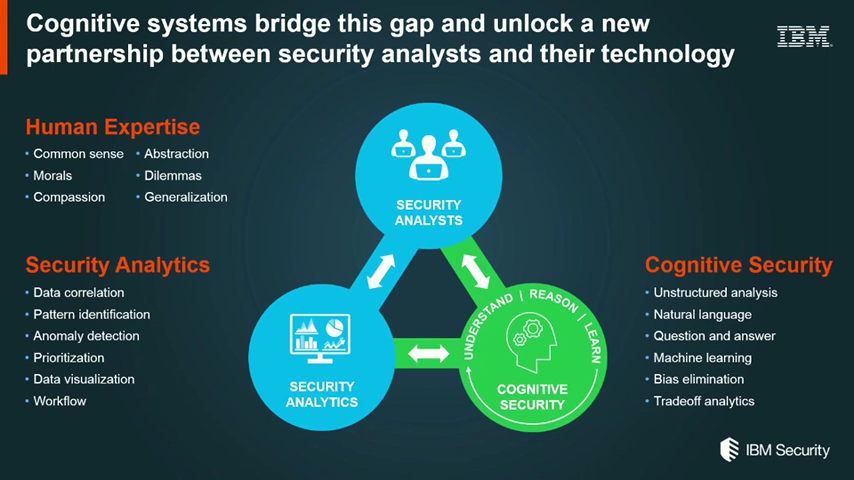 Cognitive systems bridge this gap and unlock a new
partnership between security analysts and their technology
IBM
Human Expertise
• Common sense
• Morals
• Compassion
• Abstraction
• Dilemmas
• Generalization
SECURITY
ANALYSTS
Security Analytics
• Data correlation
• Pattern identification
• Anomaly detection
• Prioritization
• Data visualization
• Workflow
SECURITY
ANALYTICS
UNDERSTAND | REASON | LEARN
COGNITIVE
SECURITY
Cognitive Security
• Unstructured analysis
• Natural language
• Question and answer
• Machine learning
• Bias elimination
• Tradeoff analytics
IBM Security